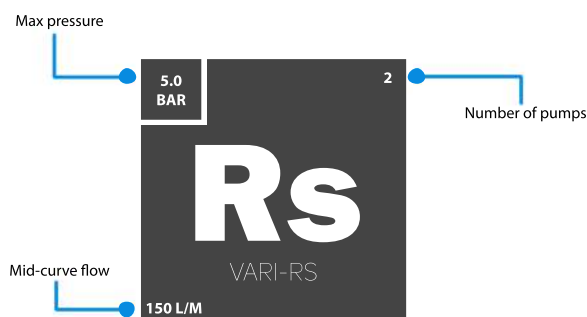 Max pressure
5.0
BAR
2
Number of pumps
Rs
VARI-RS
Mid-curve flow
150 L/M